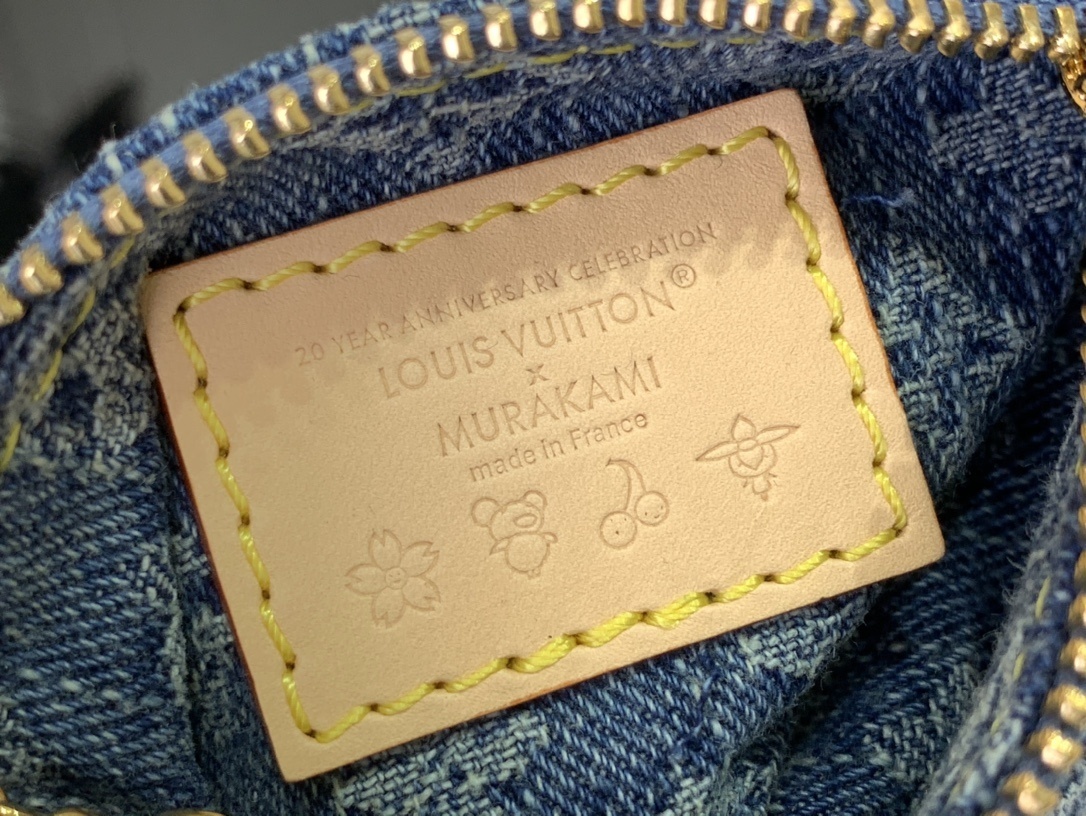 20 YEAR ANNIVERSARY CELEBRATION
LOUIS VUITTON®
x
MURAKAMI
made in France